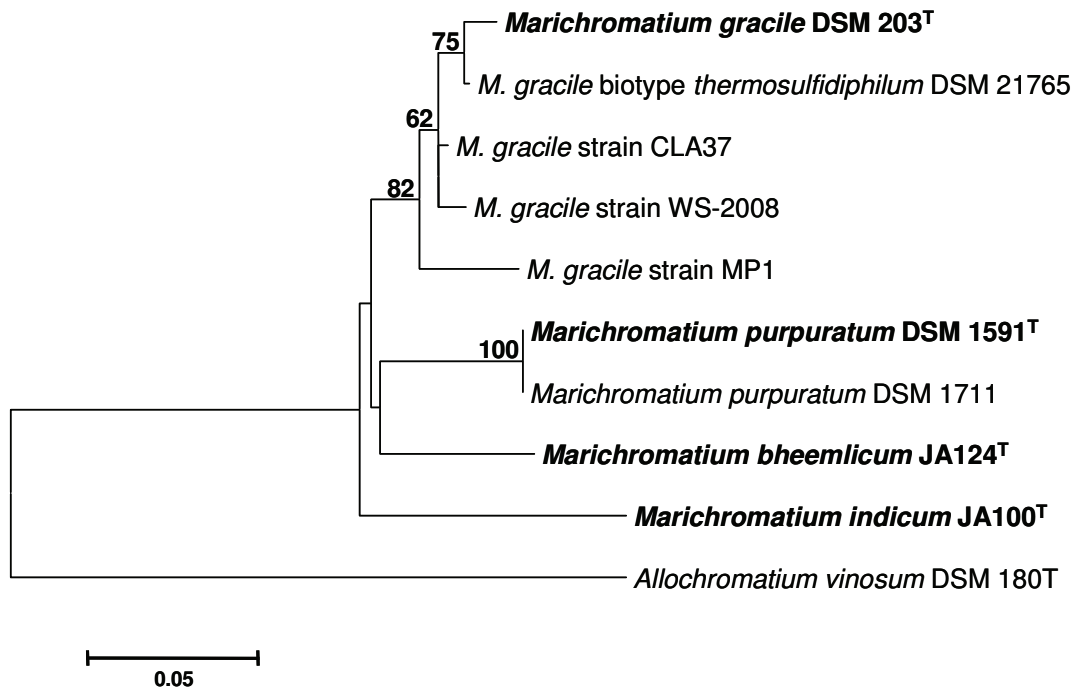 Marichromatium gracile DSM 203T
75
M. gracile biotype thermosulfidiphilum DSM 21765
62
M. gracile strain CLA37
82
M. gracile strain WS-2008
M. gracile strain MP1
Marichromatium purpuratum DSM 1591T
100
Marichromatium purpuratum DSM 1711
Marichromatium bheemlicum JA124T
Marichromatium indicum JA100T
Allochromatium vinosum DSM 180T
0.05